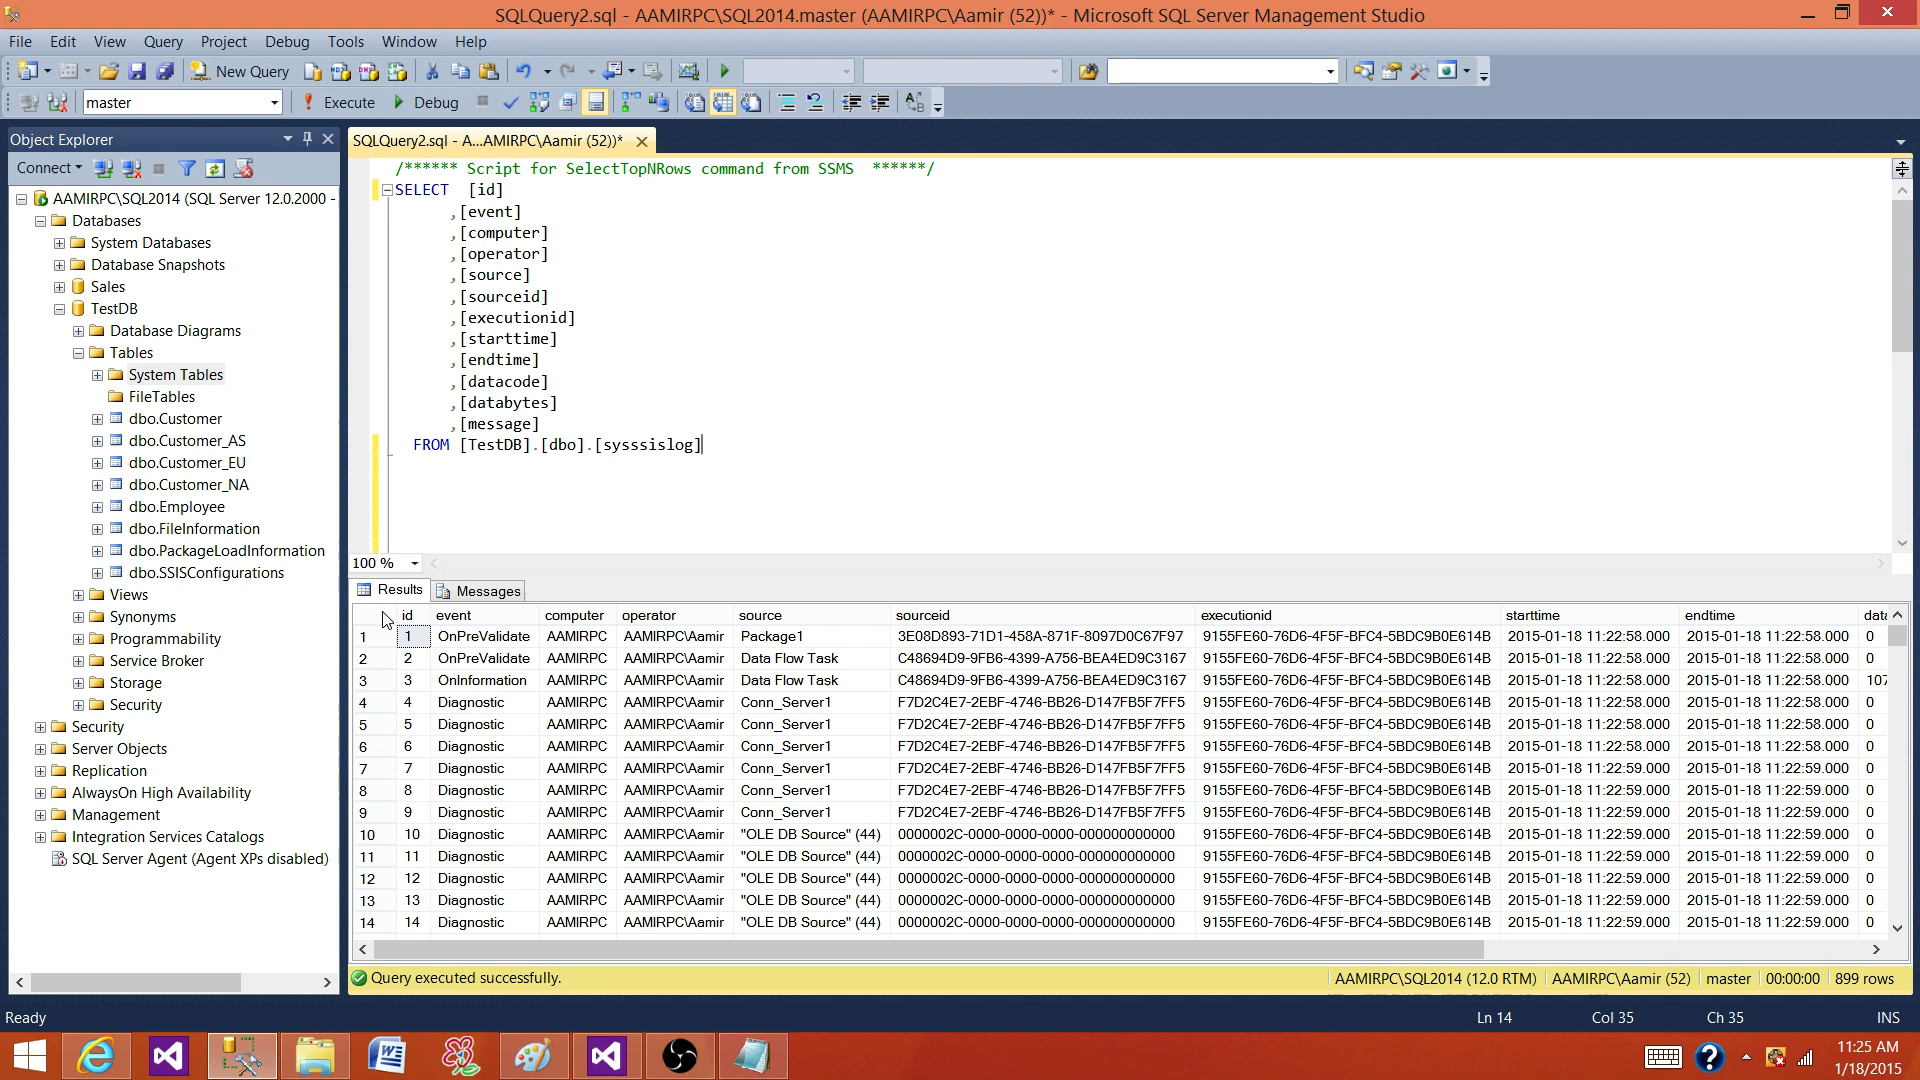 SQLQuery2.sql - AAMIRPC\SQL2014.master (AAMIRPC\Aamir (52))* - Microsoft SQL Server Management Studio
File Edit View Query Project Debug Tools Window Help
New Query
master Execute Debug
Object Explorer
SQLQuery2.sql - A...AMIRPC\Aamir (52))*
Connect
AAMIRPC\SQL2014 (SQL Server 12.0.2000 -
Databases
System Databases
Database Snapshots
Sales
TestDB
Database Diagrams
Tables
System Tables
FileTables
dbo.Customer
dbo.Customer_AS
dbo.Customer_EU
dbo.Customer_NA
dbo.Employee
dbo.FileInformation
dbo.PackageLoadInformation
dbo.SSISConfigurations
Views
Synonyms
Programmability
Service Broker
Storage
Security
Security
Server Objects
Replication
AlwaysOn High Availability
Management
Integration Services Catalogs
SQL Server Agent (Agent XPs disabled)
/****** Script for SelectTopNRows command from SSMS  ******/
SELECT  [id]
,[event]
,[computer]
,[operator]
,[source]
,[sourceid]
,[executionid]
,[starttime]
,[endtime]
,[datacode]
,[databytes]
,[message]
FROM [TestDB].[dbo].[sysssislog]
100 %
Results Messages
id event computer operator source sourceid executionid starttime endtime data
1 1 OnPreValidate AAMIRPC AAMIRPC\Aamir Package1 3E08D893-71D1-458A-871F-8097D0C67F97 9155FE60-76D6-4F5F-BFC4-5BDC9B0E614B 2015-01-18 11:22:58.000 2015-01-18 11:22:58.000 0
2 2 OnPreValidate AAMIRPC AAMIRPC\Aamir Data Flow Task C48694D9-9FB6-4399-A756-BEA4ED9C3167 9155FE60-76D6-4F5F-BFC4-5BDC9B0E614B 2015-01-18 11:22:58.000 2015-01-18 11:22:58.000 0
3 3 OnInformation AAMIRPC AAMIRPC\Aamir Data Flow Task C48694D9-9FB6-4399-A756-BEA4ED9C3167 9155FE60-76D6-4F5F-BFC4-5BDC9B0E614B 2015-01-18 11:22:58.000 2015-01-18 11:22:58.000 107
4 4 Diagnostic AAMIRPC AAMIRPC\Aamir Conn_Server1 F7D2C4E7-2EBF-4746-BB26-D147FB5F7FF5 9155FE60-76D6-4F5F-BFC4-5BDC9B0E614B 2015-01-18 11:22:58.000 2015-01-18 11:22:58.000 0
5 5 Diagnostic AAMIRPC AAMIRPC\Aamir Conn_Server1 F7D2C4E7-2EBF-4746-BB26-D147FB5F7FF5 9155FE60-76D6-4F5F-BFC4-5BDC9B0E614B 2015-01-18 11:22:58.000 2015-01-18 11:22:58.000 0
6 6 Diagnostic AAMIRPC AAMIRPC\Aamir Conn_Server1 F7D2C4E7-2EBF-4746-BB26-D147FB5F7FF5 9155FE60-76D6-4F5F-BFC4-5BDC9B0E614B 2015-01-18 11:22:58.000 2015-01-18 11:22:58.000 0
7 7 Diagnostic AAMIRPC AAMIRPC\Aamir Conn_Server1 F7D2C4E7-2EBF-4746-BB26-D147FB5F7FF5 9155FE60-76D6-4F5F-BFC4-5BDC9B0E614B 2015-01-18 11:22:59.000 2015-01-18 11:22:59.000 0
8 8 Diagnostic AAMIRPC AAMIRPC\Aamir Conn_Server1 F7D2C4E7-2EBF-4746-BB26-D147FB5F7FF5 9155FE60-76D6-4F5F-BFC4-5BDC9B0E614B 2015-01-18 11:22:59.000 2015-01-18 11:22:59.000 0
9 9 Diagnostic AAMIRPC AAMIRPC\Aamir Conn_Server1 F7D2C4E7-2EBF-4746-BB26-D147FB5F7FF5 9155FE60-76D6-4F5F-BFC4-5BDC9B0E614B 2015-01-18 11:22:59.000 2015-01-18 11:22:59.000 0
10 10 Diagnostic AAMIRPC AAMIRPC\Aamir "OLE DB Source" (44) 0000002C-0000-0000-0000-000000000000 9155FE60-76D6-4F5F-BFC4-5BDC9B0E614B 2015-01-18 11:22:59.000 2015-01-18 11:22:59.000 0
11 11 Diagnostic AAMIRPC AAMIRPC\Aamir "OLE DB Source" (44) 0000002C-0000-0000-0000-000000000000 9155FE60-76D6-4F5F-BFC4-5BDC9B0E614B 2015-01-18 11:22:59.000 2015-01-18 11:22:59.000 0
12 12 Diagnostic AAMIRPC AAMIRPC\Aamir "OLE DB Source" (44) 0000002C-0000-0000-0000-000000000000 9155FE60-76D6-4F5F-BFC4-5BDC9B0E614B 2015-01-18 11:22:59.000 2015-01-18 11:22:59.000 0
13 13 Diagnostic AAMIRPC AAMIRPC\Aamir "OLE DB Source" (44) 0000002C-0000-0000-0000-000000000000 9155FE60-76D6-4F5F-BFC4-5BDC9B0E614B 2015-01-18 11:22:59.000 2015-01-18 11:22:59.000 0
14 14 Diagnostic AAMIRPC AAMIRPC\Aamir "OLE DB Source" (44) 0000002C-0000-0000-0000-000000000000 9155FE60-76D6-4F5F-BFC4-5BDC9B0E614B 2015-01-18 11:22:59.000 2015-01-18 11:22:59.000 0
Query executed successfully. AAMIRPC\SQL2014 (12.0 RTM) AAMIRPC\Aamir (52) master 00:00:00 899 rows
Ready Ln 14 Col 35 Ch 35 INS
11:25 AM
1/18/2015